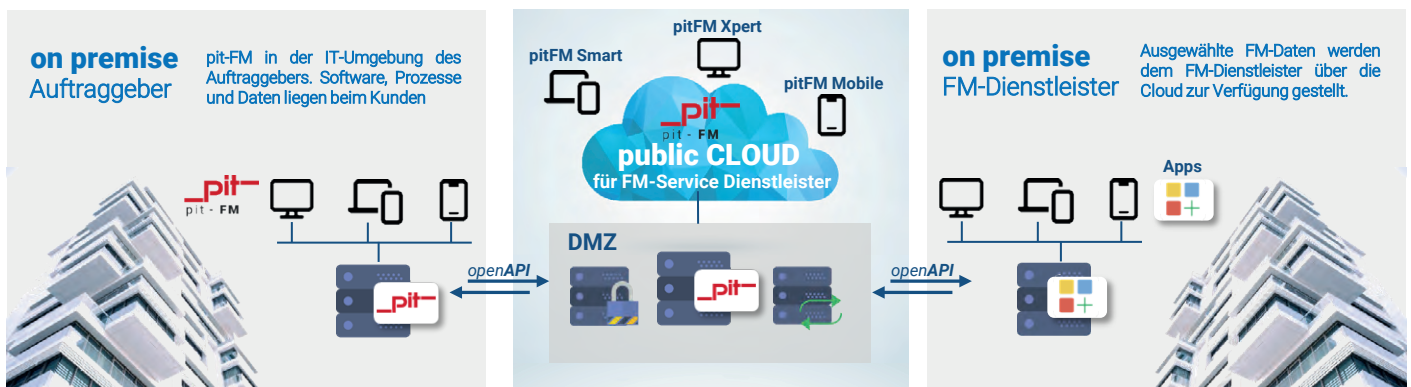 on premise
Auftraggeber
pit-FM in der IT-Umgebung des
Auftraggebers. Software, Prozesse
und Daten liegen beim Kunden
pit
pit - FM
openAPI
pit
pitFM Xpert
pitFM Smart
pitFM Mobile
pit
pit - FM
public CLOUD
für FM-Service Dienstleister
DMZ
pit
openAPI
on premise
FM-Dienstleister
Ausgewählte FM-Daten werden
dem FM-Dienstleister über die
Cloud zur Verfügung gestellt.
Apps